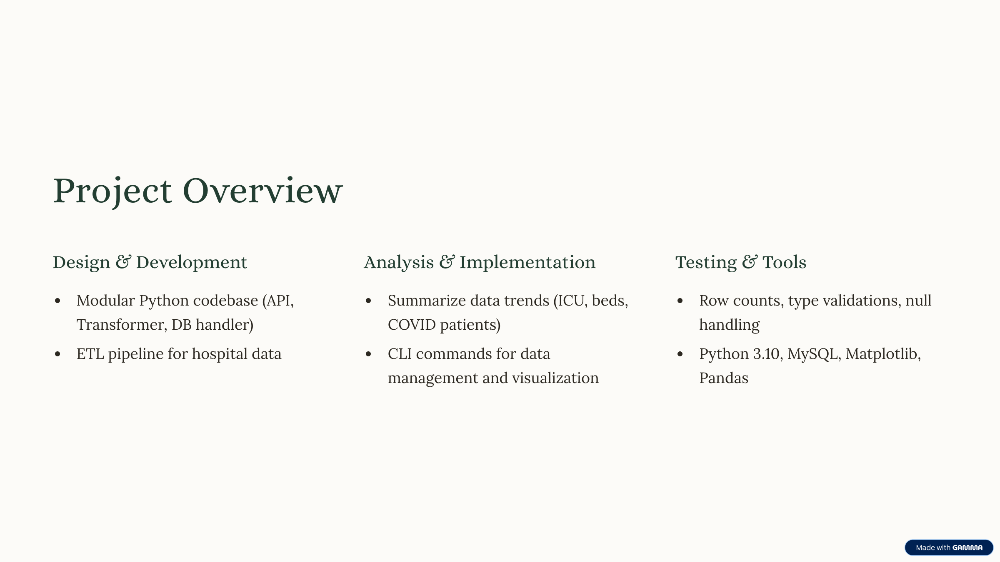 Project Overview
Design & Development
• Modular Python codebase (API,
Transformer, DB handler)
• ETL pipeline for hospital data
Analysis & Implementation
• Summarize data trends (ICU, beds,
COVID patients)
• CLI commands for data
management and visualization
Testing & Tools
• Row counts, type validations, null
handling
• Python 3.10, MySQL, Matplotlib,
Pandas
Made with GAMMA